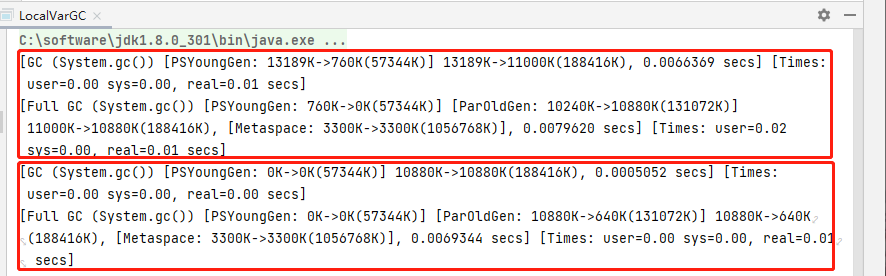 LocalVarGC
C:\software\jdk1.8.0_301\bin\java.exe ...
[GC (System.gc()) [PSYoungGen: 13189K->760K(57344K)] 13189K->11000K(188416K), 0.0066369 secs] [Times:
user=0.00 sys=0.00, real=0.01 secs]
[Full GC (System.gc()) [PSYoungGen: 760K->0K(57344K)] [ParOldGen: 10240K->10880K(131072K)]
11000K->10880K(188416K), [Metaspace: 3300K->3300K(1056768K)], 0.0079620 secs] [Times: user=0.02
sys=0.00, real=0.01 secs]
[GC (System.gc()) [PSYoungGen: 0K->0K(57344K)] 10880K->10880K(188416K), 0.0005052 secs] [Times:
user=0.00 sys=0.00, real=0.00 secs]
[Full GC (System.gc()) [PSYoungGen: 0K->0K(57344K)] [ParOldGen: 10880K->640K(131072K)] 10880K->640K
(188416K), [Metaspace: 3300K->3300K(1056768K)], 0.0069344 secs] [Times: user=0.00 sys=0.00, real=0.01
secs]